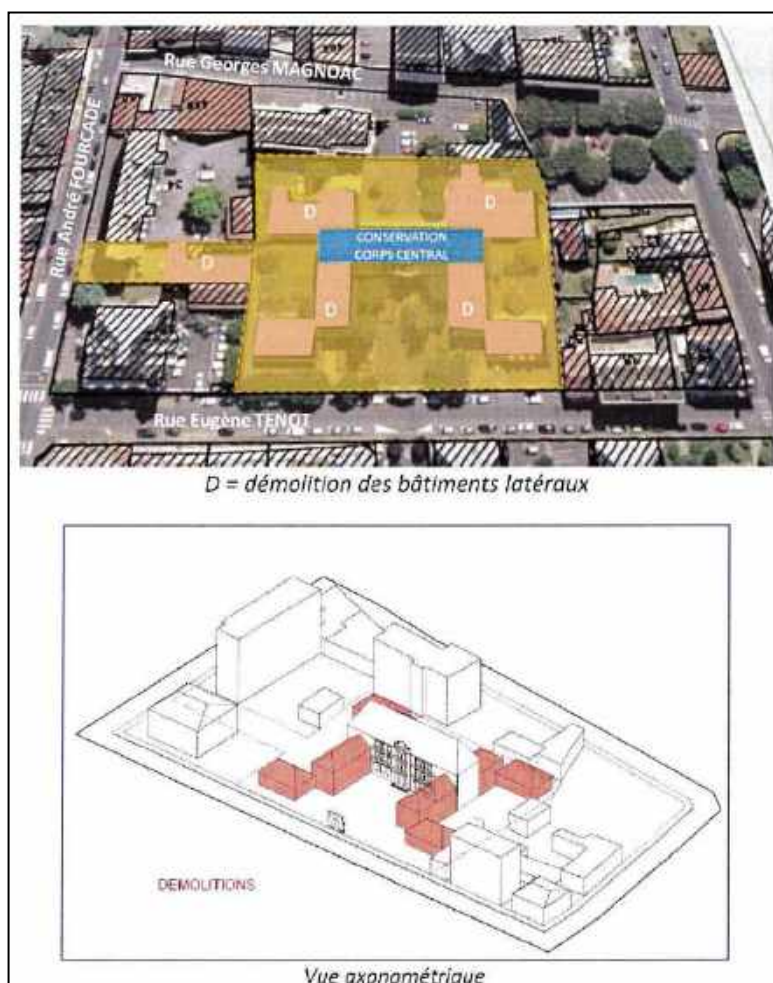 Rue Georges MAGNOAC
Rue André FOURCADE
D
D
CONSERVATION
CORPS CENTRAL
D
D
D
Rue Eugène TENOT
D = démolition des bâtiments latéraux
DEMOLITIONS
Vue axonométrique